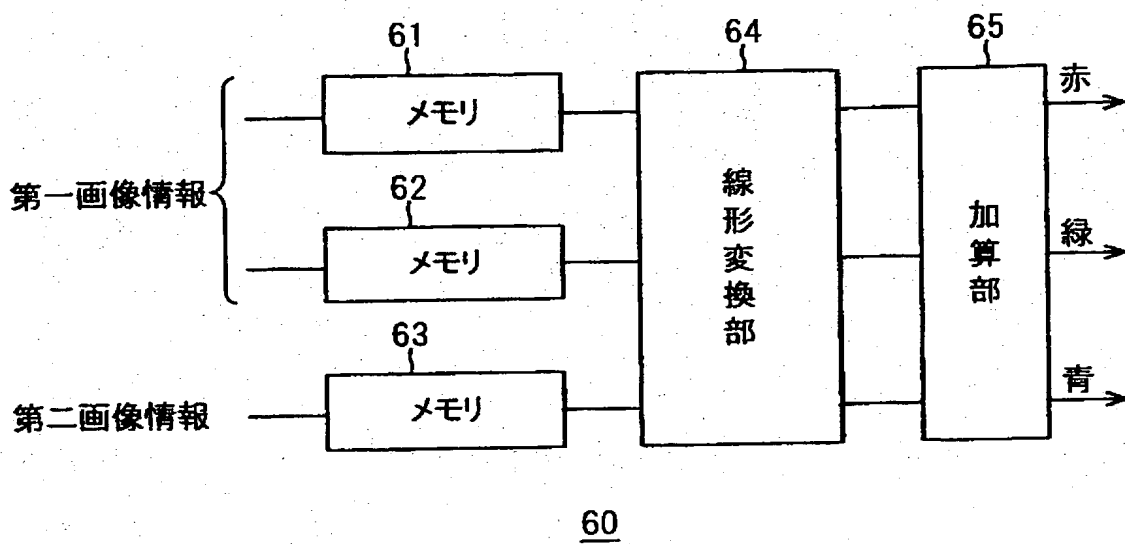 61
メモリ
64
65
赤
第一画像情報
62
メモリ
線形変換部
加算部
緑
63
メモリ
第二画像情報
青
60